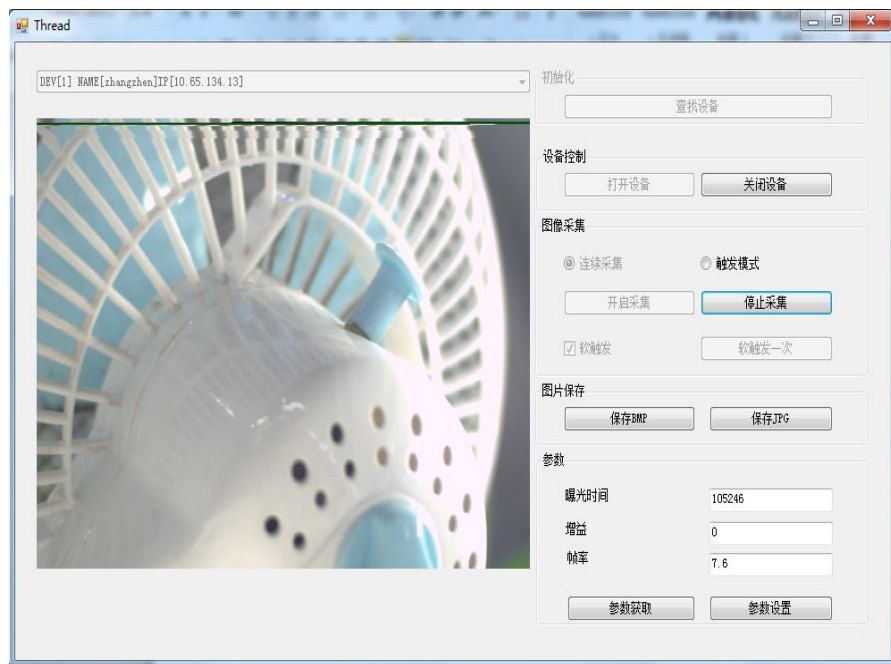 Thread
DEV[1] NAME[zhangzhen]IP[10.65.134.13]
初始化
查找设备
设备控制
打开设备 关闭设备
图像采集
连续采集 触发模式
开启采集 停止采集
软触发 软触发一次
图片保存
保存BMP 保存JPG
参数
曝光时间 105246
增益 0
帧率 7.6
参数获取 参数设置